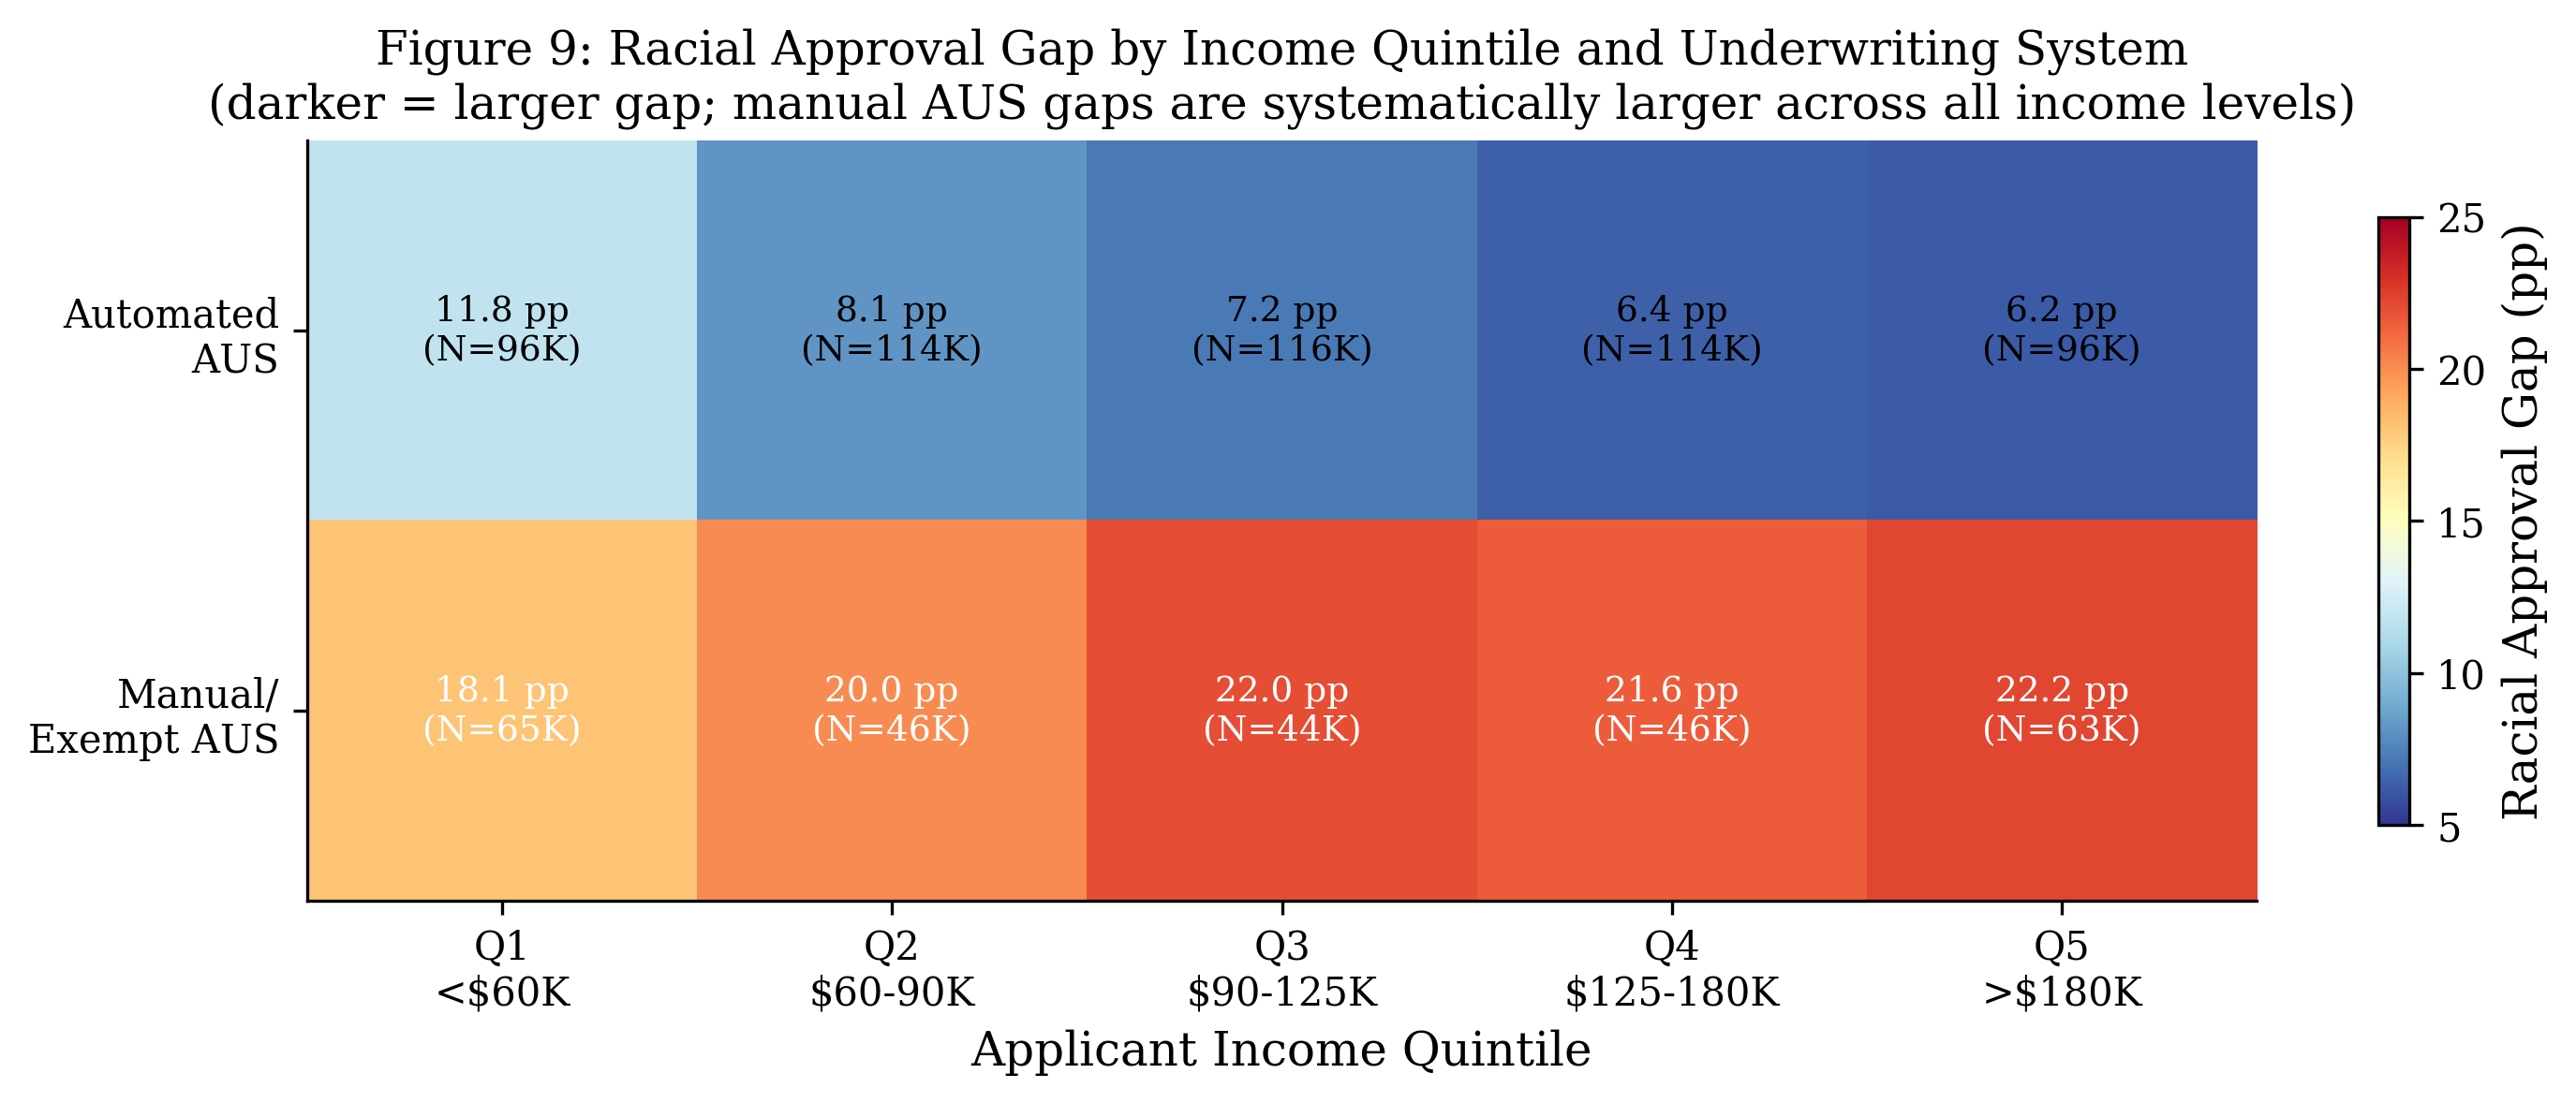 Figure 9: Racial Approval Gap by Income Quintile and Underwriting System
(darker = larger gap; manual AUS gaps are systematically larger across all income levels)
Automated
AUS
11.8 pp
(N=96K)
8.1 pp
(N=114K)
7.2 pp
(N=116K)
6.4 pp
(N=114K)
6.2 pp
(N=96K)
Manual/
Exempt AUS
18.1 pp
(N=65K)
20.0 pp
(N=46K)
22.0 pp
(N=44K)
21.6 pp
(N=46K)
22.2 pp
(N=63K)
Q1
<$60K
Q2
$60-90K
Q3
$90-125K
Q4
$125-180K
Q5
>$180K
Applicant Income Quintile
25
20
15
10
5
Racial Approval Gap (pp)